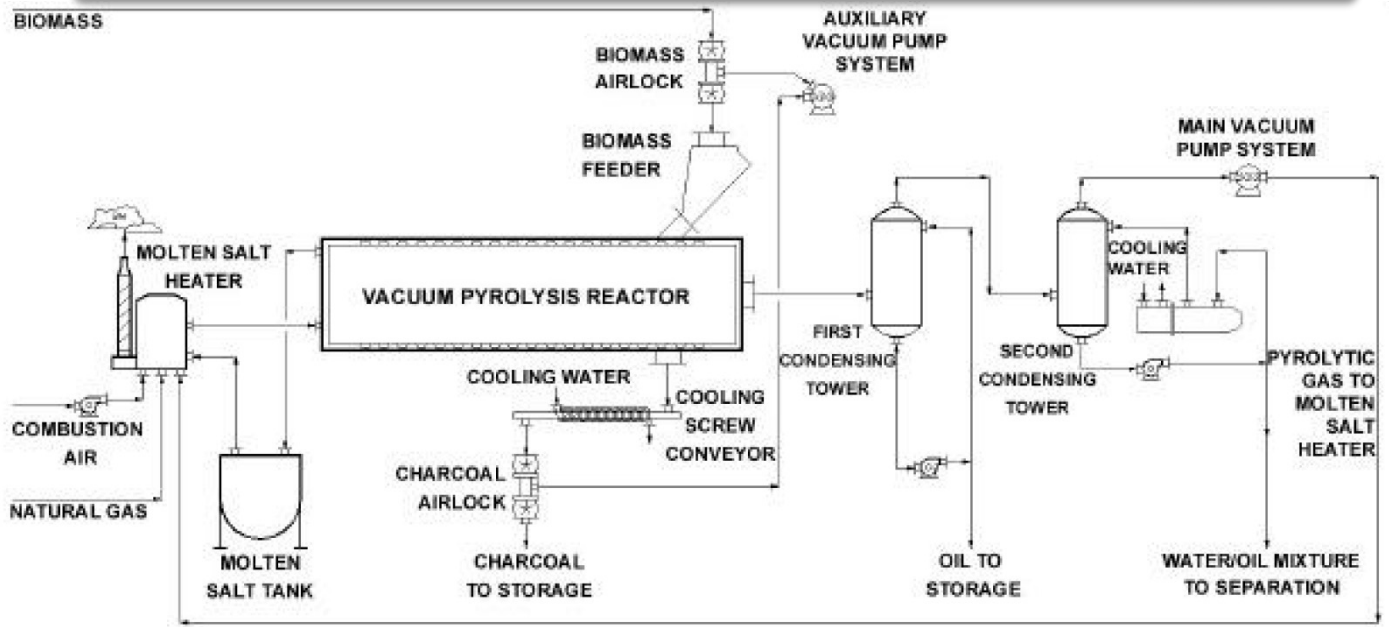 BIOMASS
AUXILIARY
VACUUM PUMP
SYSTEM
BIOMASS
AIRLOCK
BIOMASS
FEEDER
MAIN VACUUM
PUMP SYSTEM
MOLTEN SALT
HEATER
VACUUM PYROLYSIS REACTOR
COOLING
WATER
FIRST
CONDENSING
TOWER
SECOND
CONDENSING
TOWER
PYROLYTIC
GAS TO
MOLTEN
SALT
HEATER
COOLING WATER
COOLING
SCREW
CONVEYOR
COMBUSTION
AIR
CHARCOAL
AIRLOCK
NATURAL GAS
MOLTEN
SALT TANK
CHARCOAL
TO STORAGE
OIL TO
STORAGE
WATER/OIL MIXTURE
TO SEPARATION